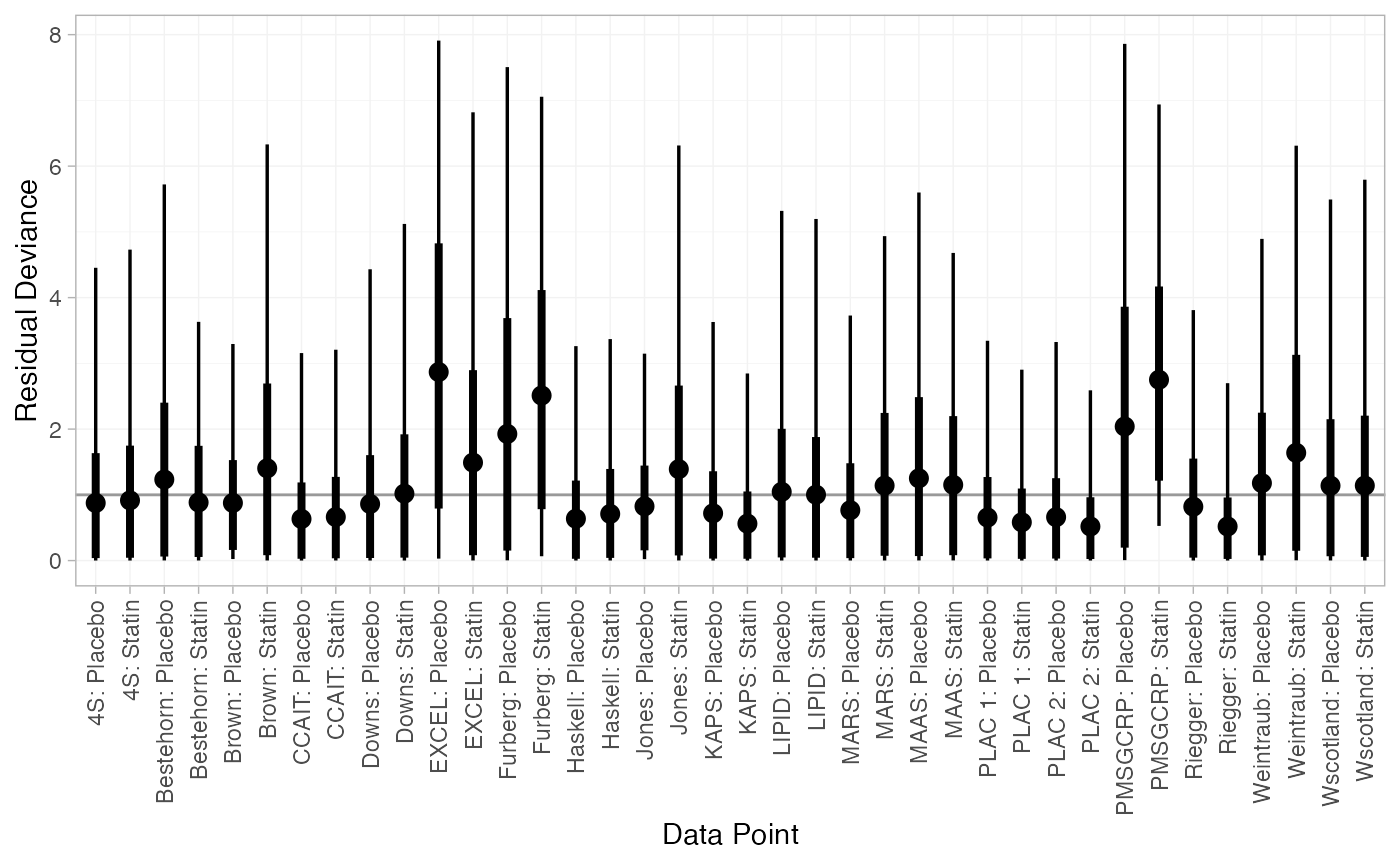 8
6
4
2
0
Residual Deviance
4S: Placebo
4S: Statin
Bestehorn: Placebo
Bestehorn: Statin
Brown: Placebo
Brown: Statin
CCAIT: Placebo
CCAIT: Statin
Downs: Placebo
Downs: Statin
EXCEL: Placebo
EXCEL: Statin
Furberg: Placebo
Furberg: Statin
Haskell: Placebo
Haskell: Statin
Jones: Placebo
Jones: Statin
KAPS: Placebo
KAPS: Statin
LIPID: Placebo
LIPID: Statin
MARS: Placebo
MARS: Statin
MAAS: Placebo
MAAS: Statin
PLAC 1: Placebo
PLAC 1: Statin
PLAC 2: Placebo
PLAC 2: Statin
PMSGCRP: Placebo
PMSGCRP: Statin
Riegger: Placebo
Riegger: Statin
Weintraub: Placebo
Weintraub: Statin
Wscotland: Placebo
Wscotland: Statin
Data Point